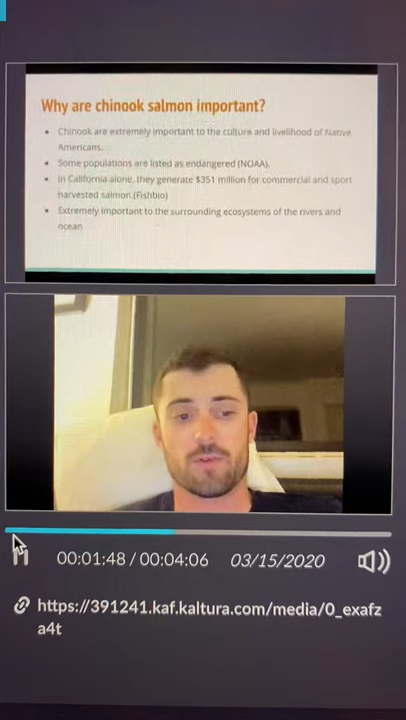 Why are chinook salmon important?
Chinook are extremely important to the culture and livelihood of Native
Americans.
Some populations are listed as endangered (NOAA).
In California alone, they generate $351 million for commercial and sport
harvested salmon.(Fishbio)
Extremely important to the surrounding ecosystems of the rivers and
ocean
00:01:48 / 00:04:06 03/15/2020
https://391241.kaf.kaltura.com/media/0_exafz
a4t